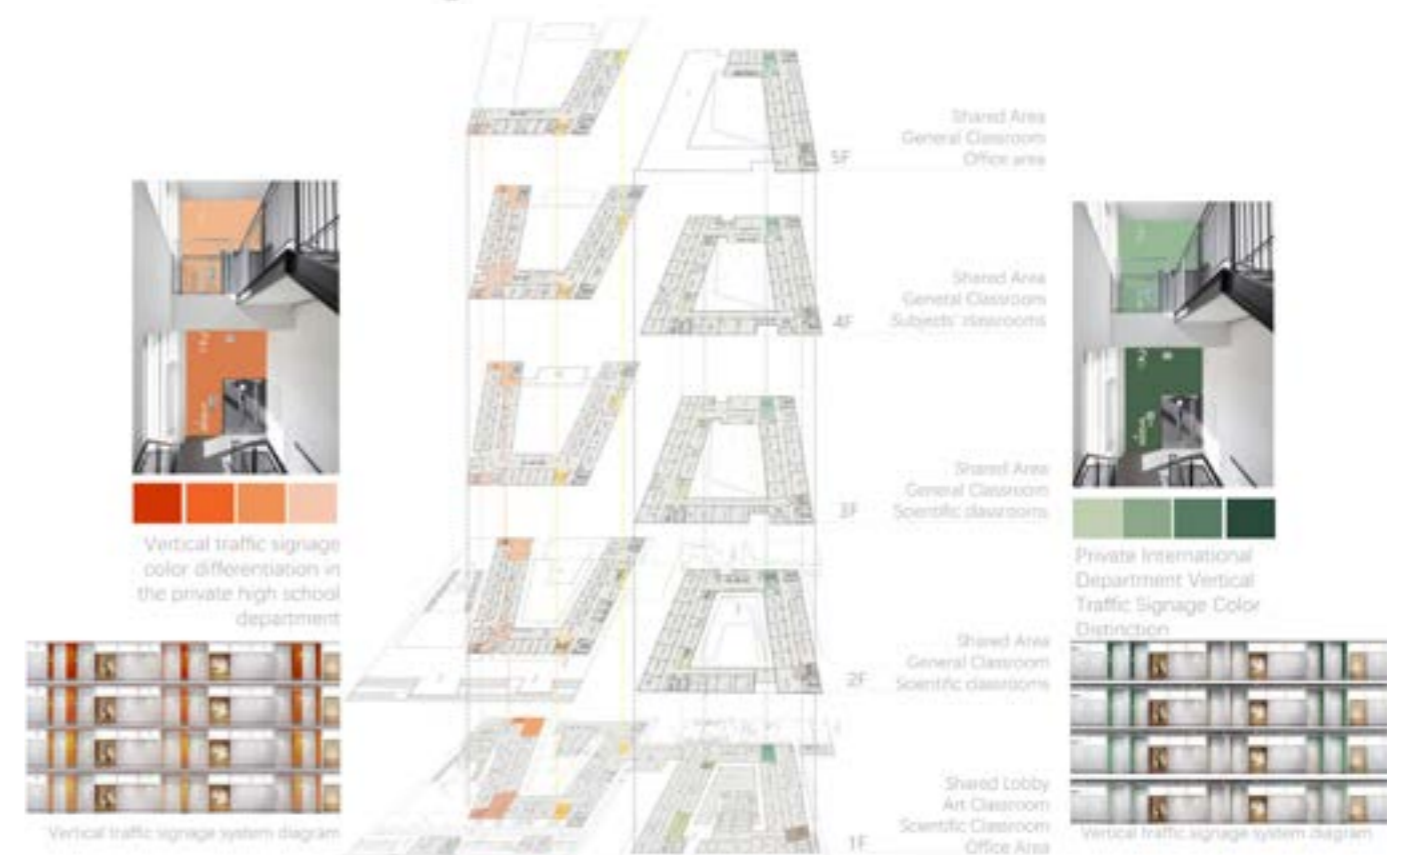 Shared Area
General Classroom
Office area
5F
Shared Area
General Classroom
Subjects' classrooms
4F
Shared Area
General Classroom
Scientific classrooms
3F
Shared Area
General Classroom
Scientific classrooms
2F
Shared Lobby
Art Classroom
Scientific Classroom
Office Area
1F
Vertical traffic signage
color differentiation in
the private high school
department
Vertical traffic signage system diagram
Private International
Department Vertical
Traffic Signage Color
Distinction
Vertical traffic signage system diagram